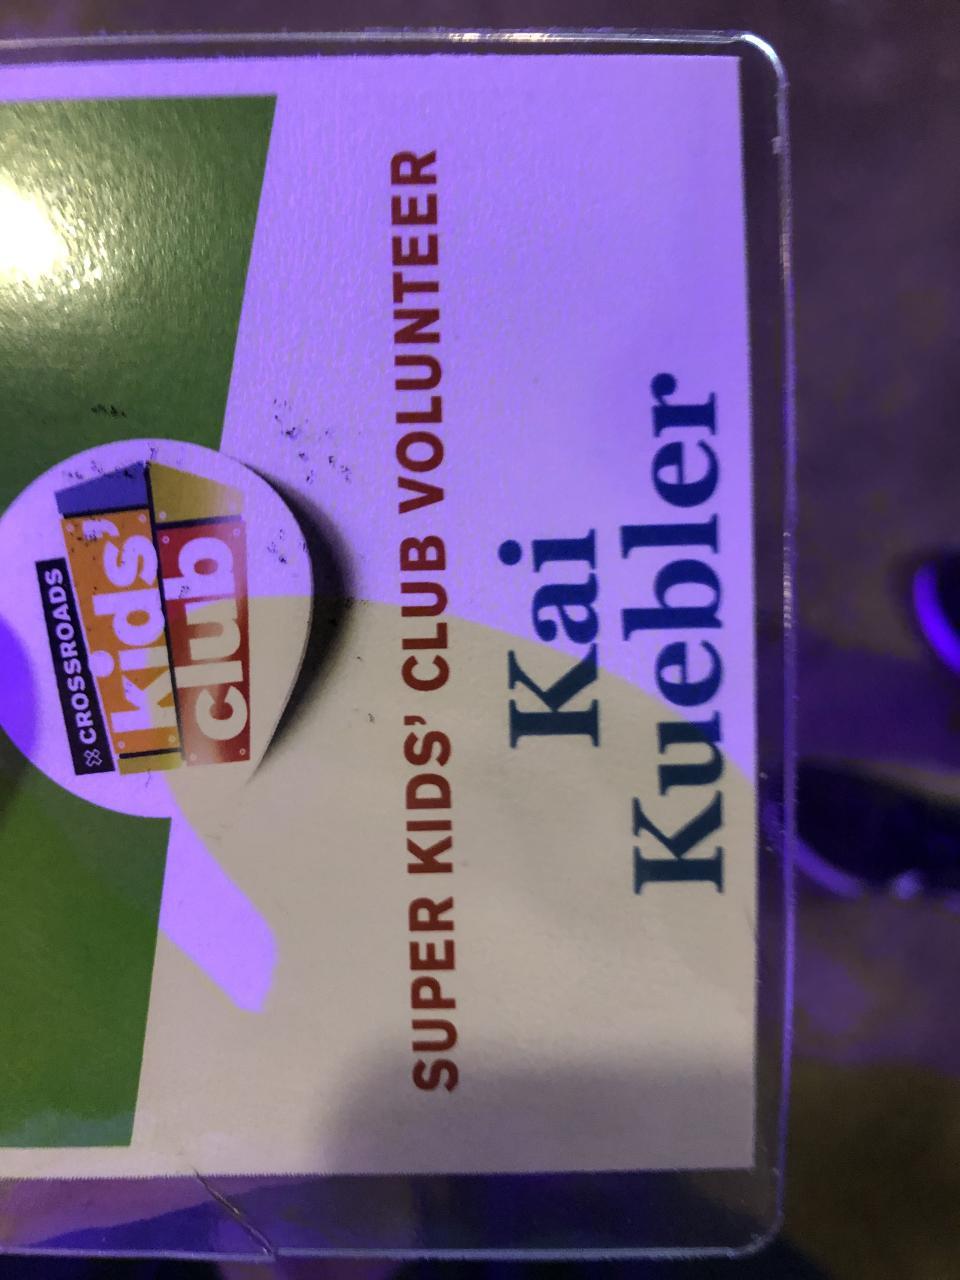 CROSSROADS
kids'
club
SUPER KIDS' CLUB VOLUNTEER
Kai
Kuebler